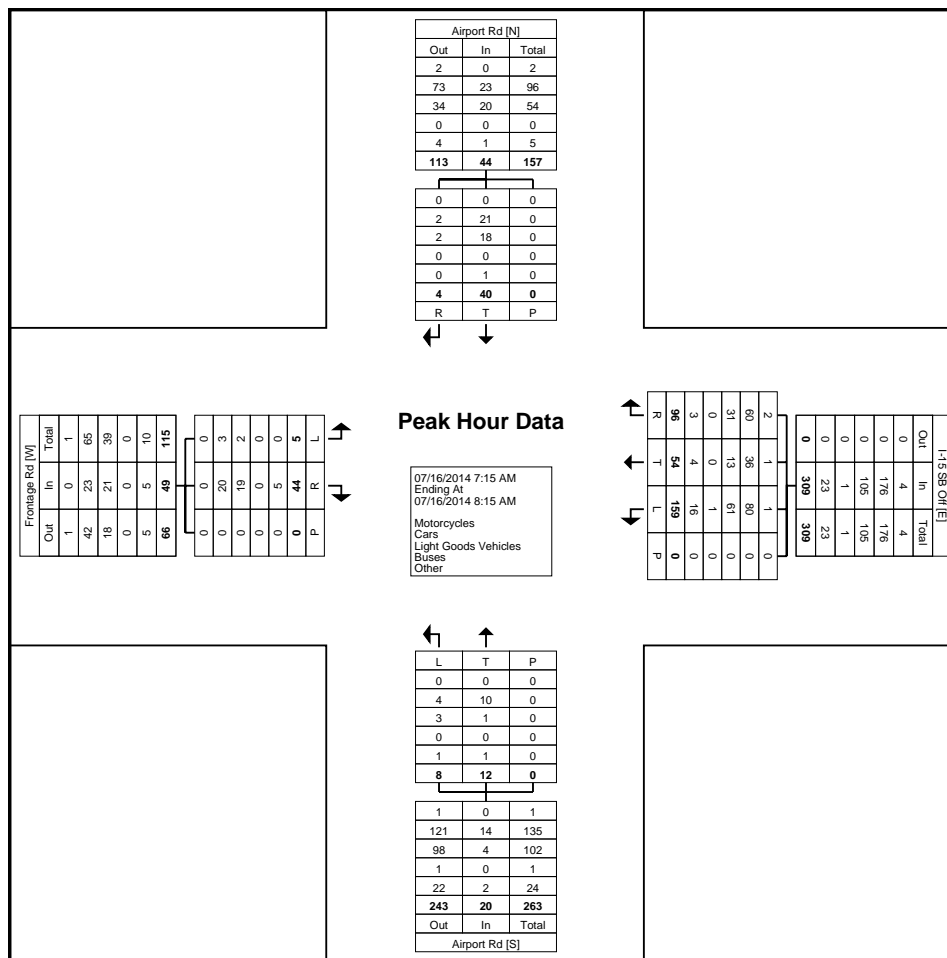 Airport Rd [N]
Out In Total
2 0 2
73 23 96
34 20 54
0 0 0
4 1 5
113 44 157
0 0 0
2 21 0
2 18 0
0 0 0
0 1 0
4 40 0
R T P
L R P
5 44 0
0 5 0
0 0 0
2 19 0
3 20 0
0 0 0
115 49 66
10 5 5
0 0 0
39 21 18
65 23 42
1 0 1
Total In Out
Frontage Rd [W]
Peak Hour Data
07/16/2014 7:15 AM
Ending At
07/16/2014 8:15 AM
Motorcycles
Cars
Light Goods Vehicles
Buses
Other
I-15 SB Off [E]
Out In Total
0 4 4
0 176 176
0 105 105
0 1 1
0 23 23
0 309 309
2 1 1 0
60 36 80 0
31 13 61 0
0 0 1 0
3 4 16 0
96 54 159 0
R T L P
L T P
0 0 0
4 10 0
3 1 0
0 0 0
1 1 0
8 12 0
1 0 1
121 14 135
98 4 102
1 0 1
22 2 24
243 20 263
Out In Total
Airport Rd [S]